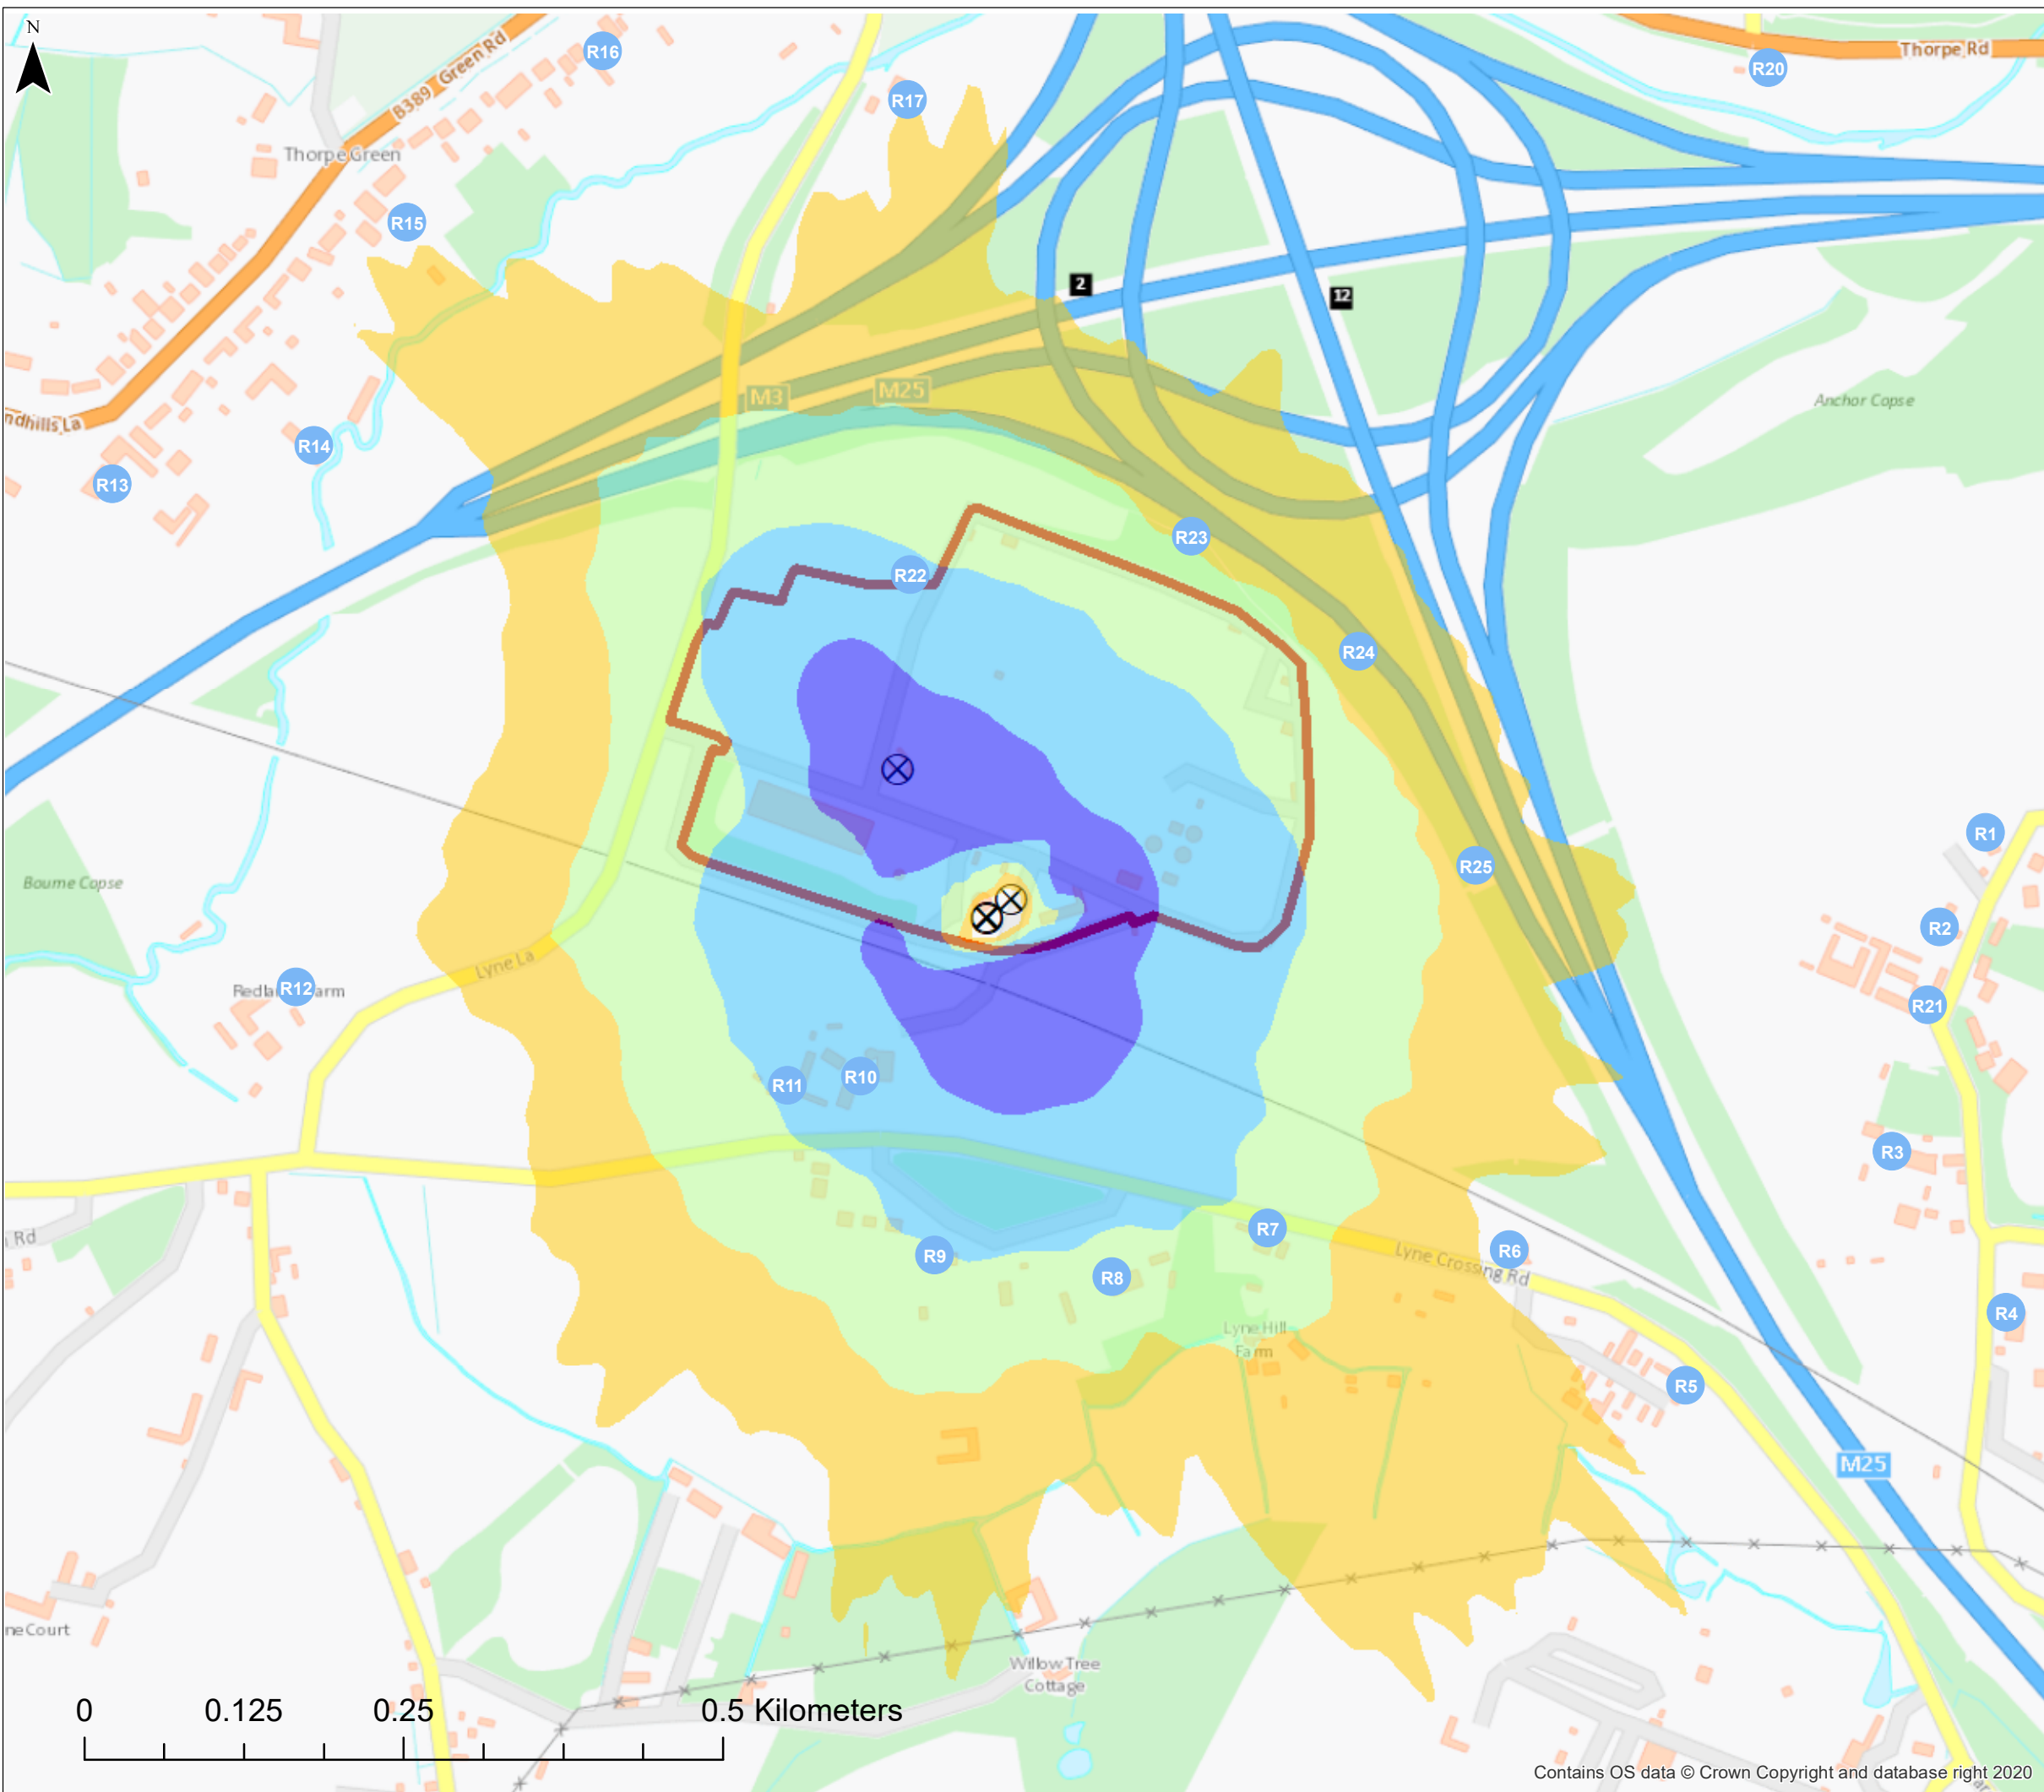 N
B389 Green Rd
R16
R17
Thorpe Rd
R20
Thorpe Green
R15
2
12
M3
M25
Anchor Copse
ndhills La
R14
R13
R23
R22
R24
R1
R25
Bourne Copse
R2
Lyne La
R12
R21
R11
R10
R3
Rd
R7
R6
R9
Lyne Crossing Rd
R8
R4
Lyne Hill
Farm
R5
M25
ne Court
Willow Tree
Cottage
0 0.125 0.25 0.5 Kilometers
Contains OS data © Crown Copyright and database right 2020